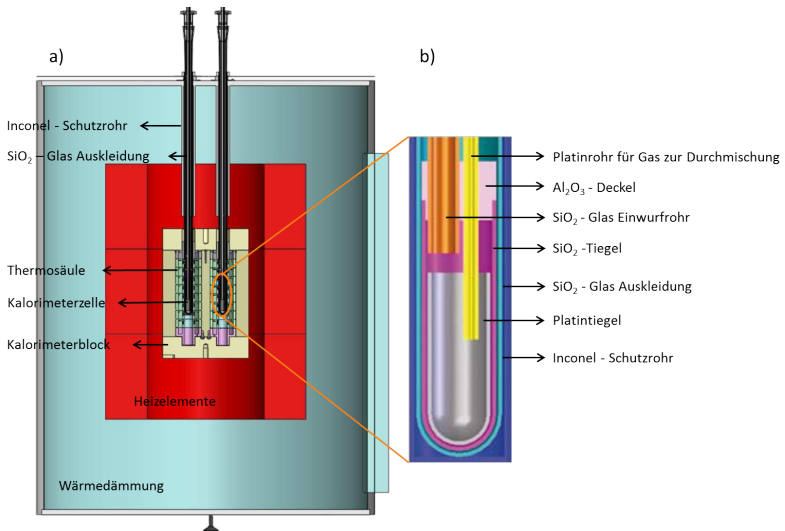 a)
Inconel - Schutzrohr
SiO₂ – Glas Auskleidung
Thermosäule
Kalorimeterzelle
Kalorimeterblock
Heizelemente
Wärmedämmung
b)
Platinrohr für Gas zur Durchmischung
Al₂O₃ - Deckel
SiO₂ - Glas Einwurfrohr
SiO₂ -Tiegel
SiO₂ - Glas Auskleidung
Platintiegel
Inconel - Schutzrohr